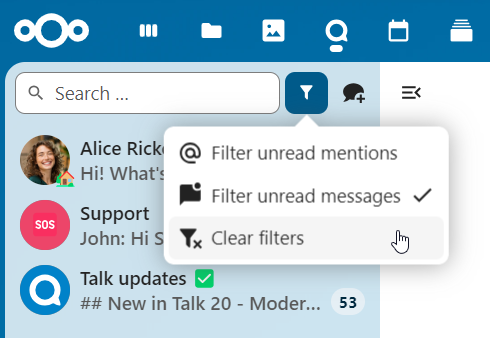 Search ...
Alice Ricke
Hi! What's
Filter unread mentions
Filter unread messages
Support
SOS
John: Hi S
Clear filters
Talk updates ✅
## New in Talk 20 - Moder...
53